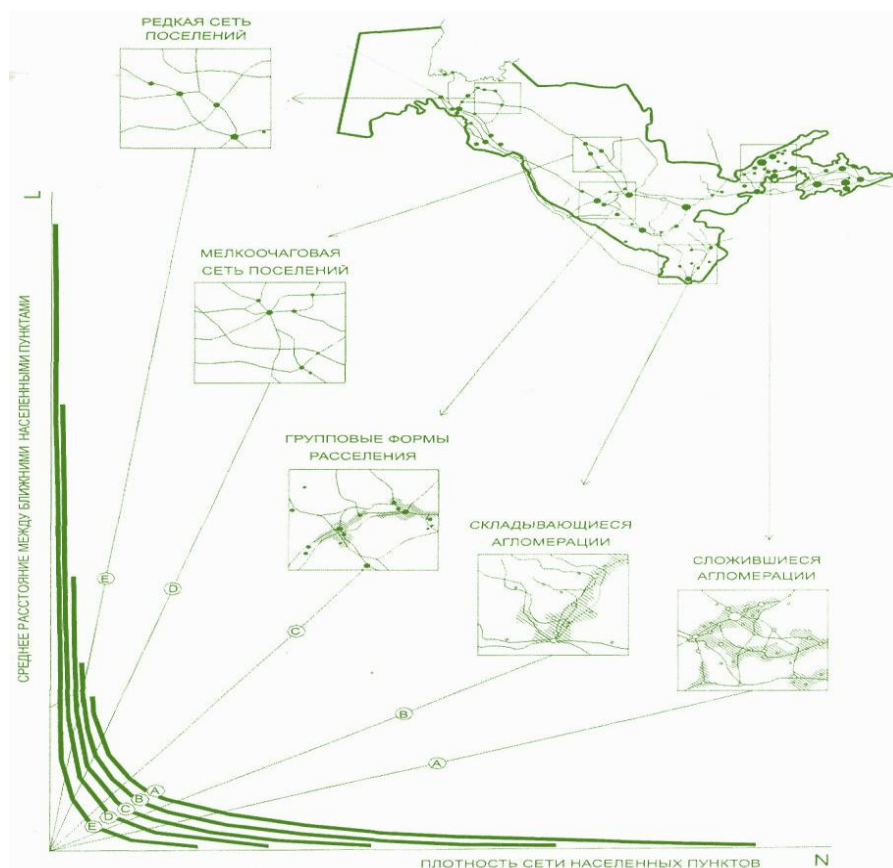 РЕДКАЯ СЕТЬ
ПОСЕЛЕНИЙ
L
МЕЛКООЧАГОВАЯ
СЕТЬ ПОСЕЛЕНИЙ
СРЕДНЕЕ РАССТОЯНИЕ МЕЖДУ БЛИЖНИМИ НАСЕЛЕННЫМИ ПУНКТАМИ
ГРУППОВЫЕ ФОРМЫ
РАССЕЛЕНИЯ
СКЛАДЫВАЮЩИЕСЯ
АГЛОМЕРАЦИИ
СЛОЖИВШИЕСЯ
АГЛОМЕРАЦИИ
E
D
C
B
A
A
B
C
D
E
ПЛОТНОСТЬ СЕТИ НАСЕЛЕННЫХ ПУНКТОВ
N